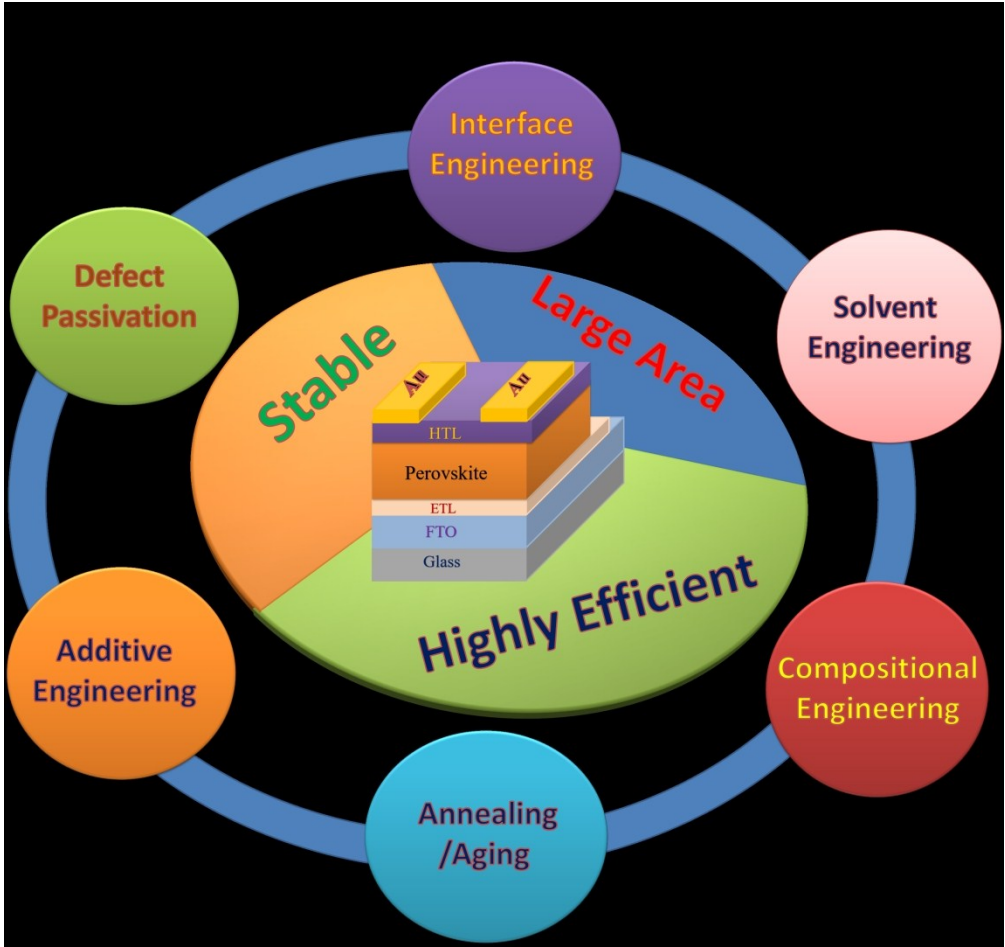 Interface
Engineering
Solvent
Engineering
Compositional
Engineering
Annealing
/Aging
Additive
Engineering
Defect
Passivation
Stable
Large Area
Highly Efficient
Au
Au
HTL
Perovskite
ETL
FTO
Glass